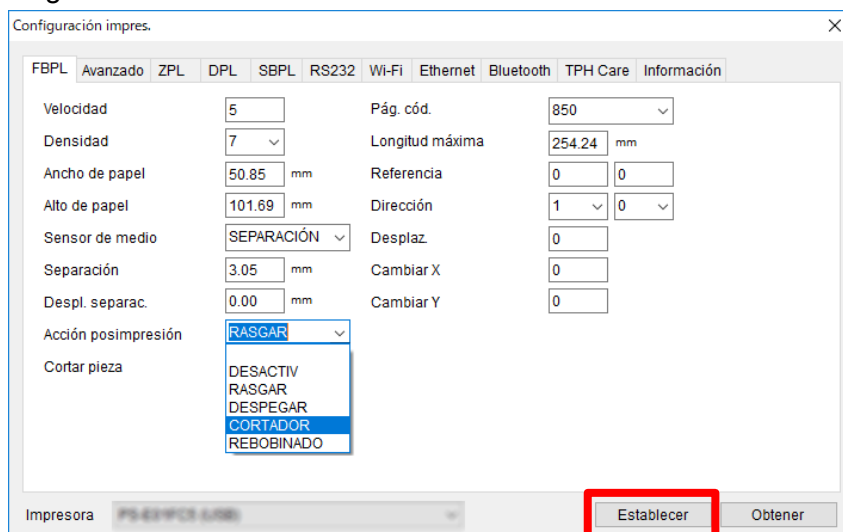 Configuración impres.
FBPL Avanzado ZPL DPL SBPL RS232 Wi-Fi Ethernet Bluetooth TPH Care Información
Velocidad 5 Pág. cód. 850
Densidad 7 Longitud máxima 254.24 mm
Ancho de papel 50.85 mm Referencia 0 0
Alto de papel 101.69 mm Dirección 1 0
Sensor de medio SEPARACIÓN Desplaz. 0
Separación 3.05 mm Cambiar X 0
Despl. separac. 0.00 mm Cambiar Y 0
Acción posimpresión RASGAR
Cortar pieza
DESACTIV
RASGAR
DESPEGAR
CORTADOR
REBOBINADO
Impresora Establecer Obtener